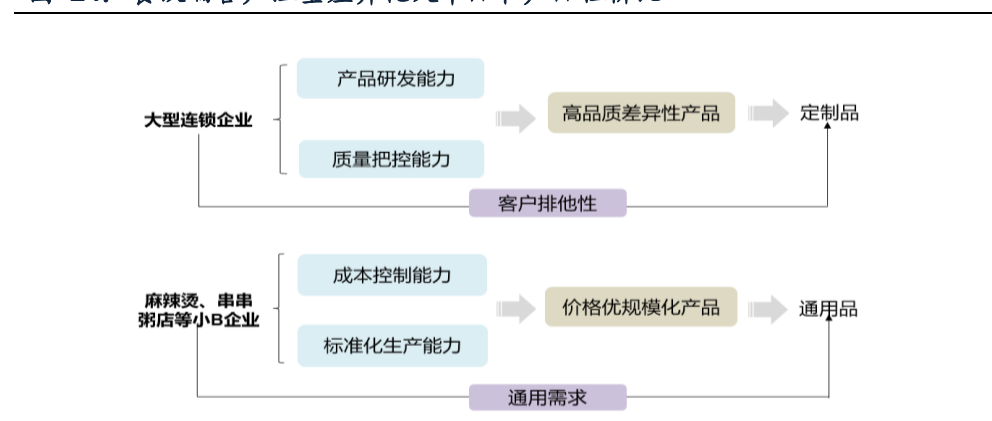 产品研发能力
大型连锁企业
高品质差异性产品
定制品
质量把控能力
客户排他性
成本控制能力
麻辣烫、串串
粥店等小B企业
价格优规模化产品
通用品
标准化生产能力
通用需求